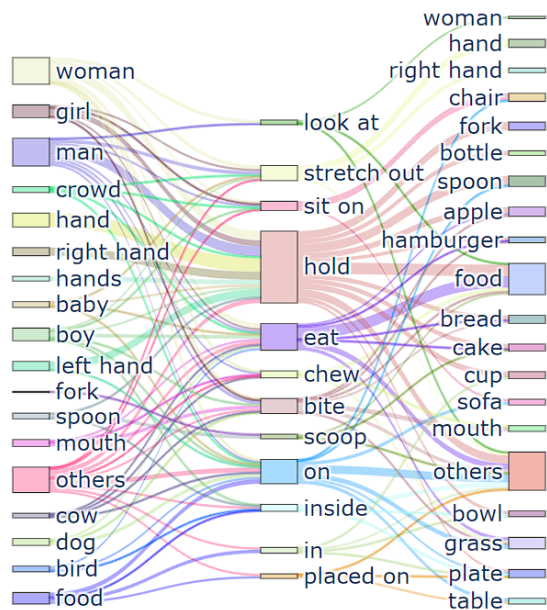 woman
girl
man
crowd
hand
right hand
hands
baby
boy
left hand
fork
spoon
mouth
others
cow
dog
bird
food
look at
stretch out
sit on
hold
eat
chew
bite
scoop
on
inside
in
placed on
woman
hand
right hand
chair
fork
bottle
spoon
apple
hamburger
food
bread
cake
cup
sofa
mouth
others
bowl
grass
plate
table